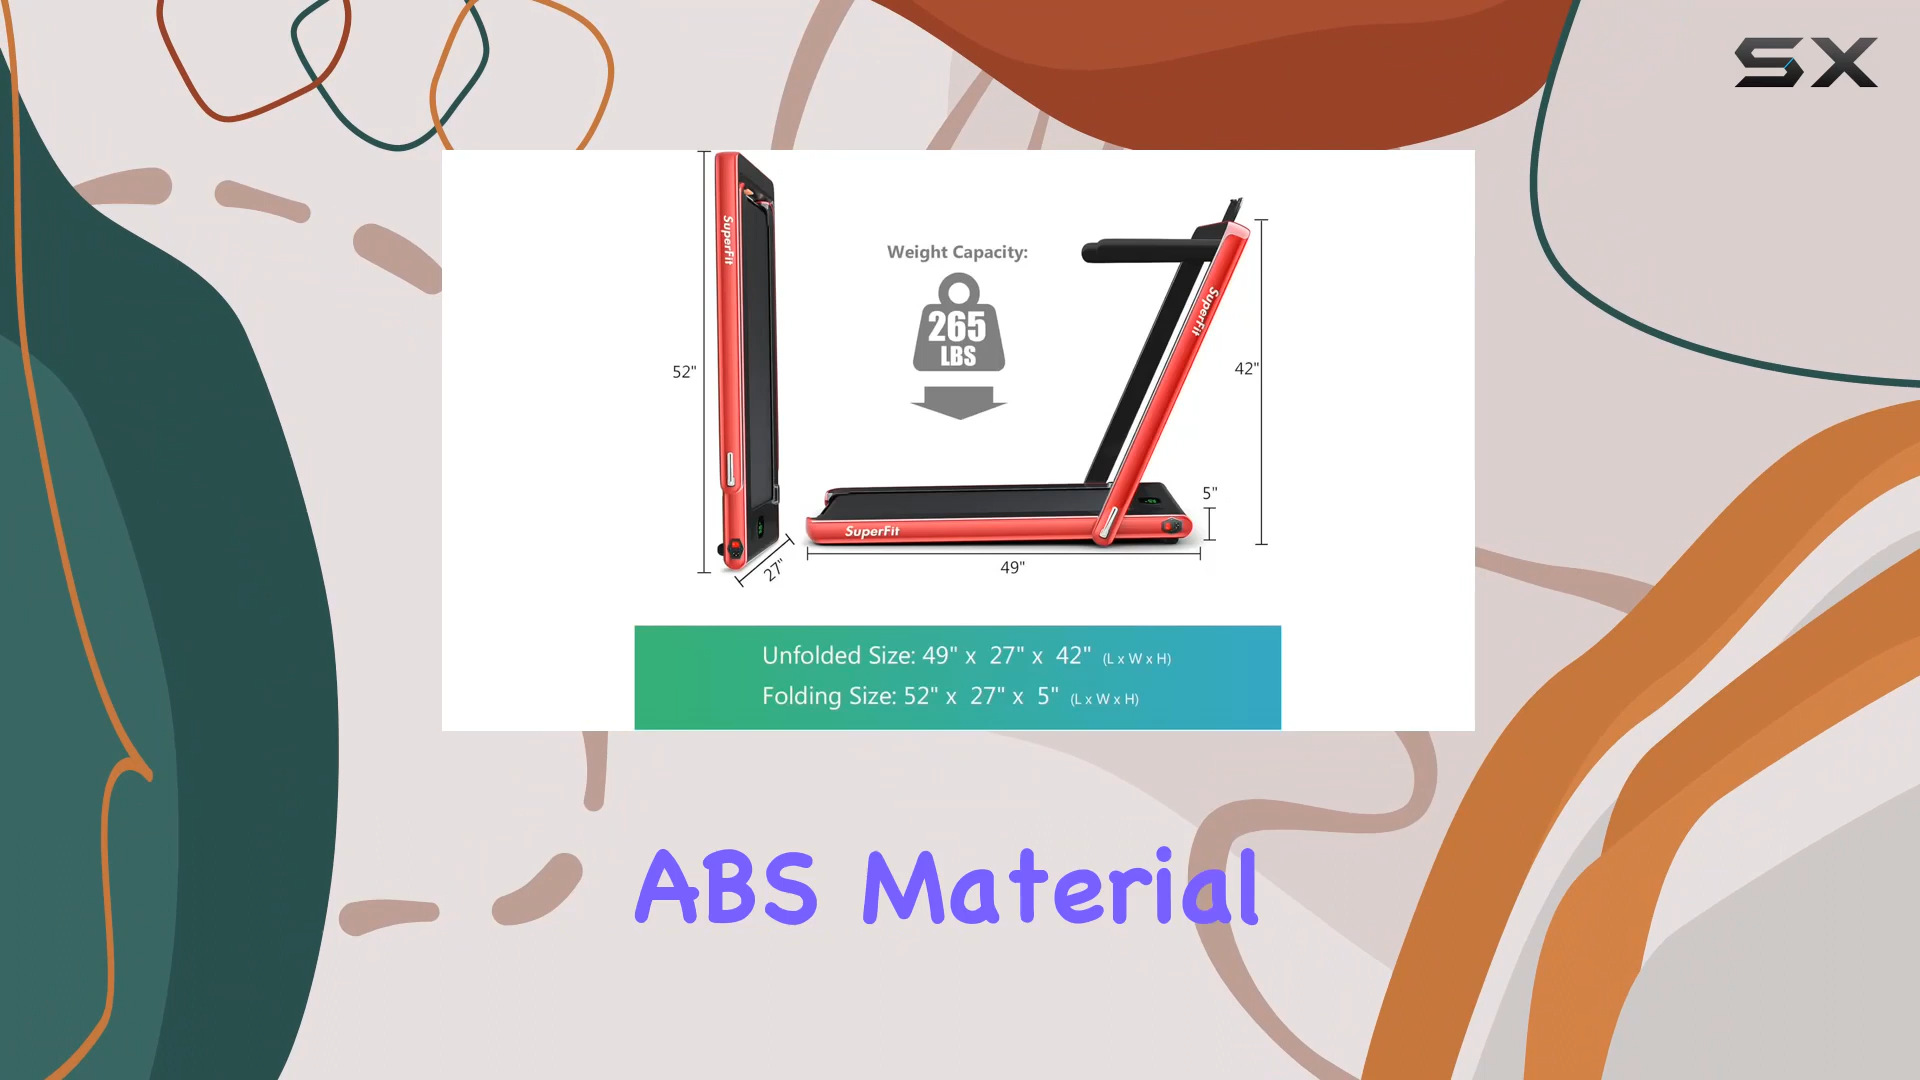 SX
SuperFit
Weight Capacity:
265
LBS
SuperFit
52"
42"
5"
SuperFit
27"
49"
Unfolded Size: 49" x 27" x 42" (L x W x H)
Folding Size: 52" x 27" x 5" (L x W x H)
ABS Material